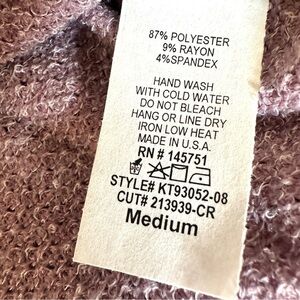 87% POLYESTER
9% RAYON
4%SPANDEX
HAND WASH
WITH COLD WATER
DO NOT BLEACH
HANG OR LINE DRY
IRON LOW HEAT
MADE IN U.S.A.
RN # 145751
STYLE# KT93052-08
CUT# 213939-CR
Medium